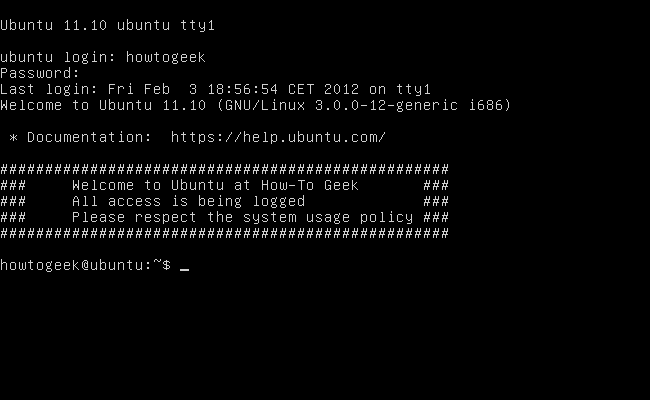 Ubuntu 11.10 ubuntu tty1
ubuntu login: howtogeek
Password:
Last login: Fri Feb  3 18:56:54 CET 2012 on tty1
Welcome to Ubuntu 11.10 (GNU/Linux 3.0.0-12-generic i686)
 * Documentation:  https://help.ubuntu.com/
##################################################
###     Welcome to Ubuntu at How-To Geek       ###
###     All access is being logged             ###
###     Please respect the system usage policy ###
##################################################
howtogeek@ubuntu:~$ _